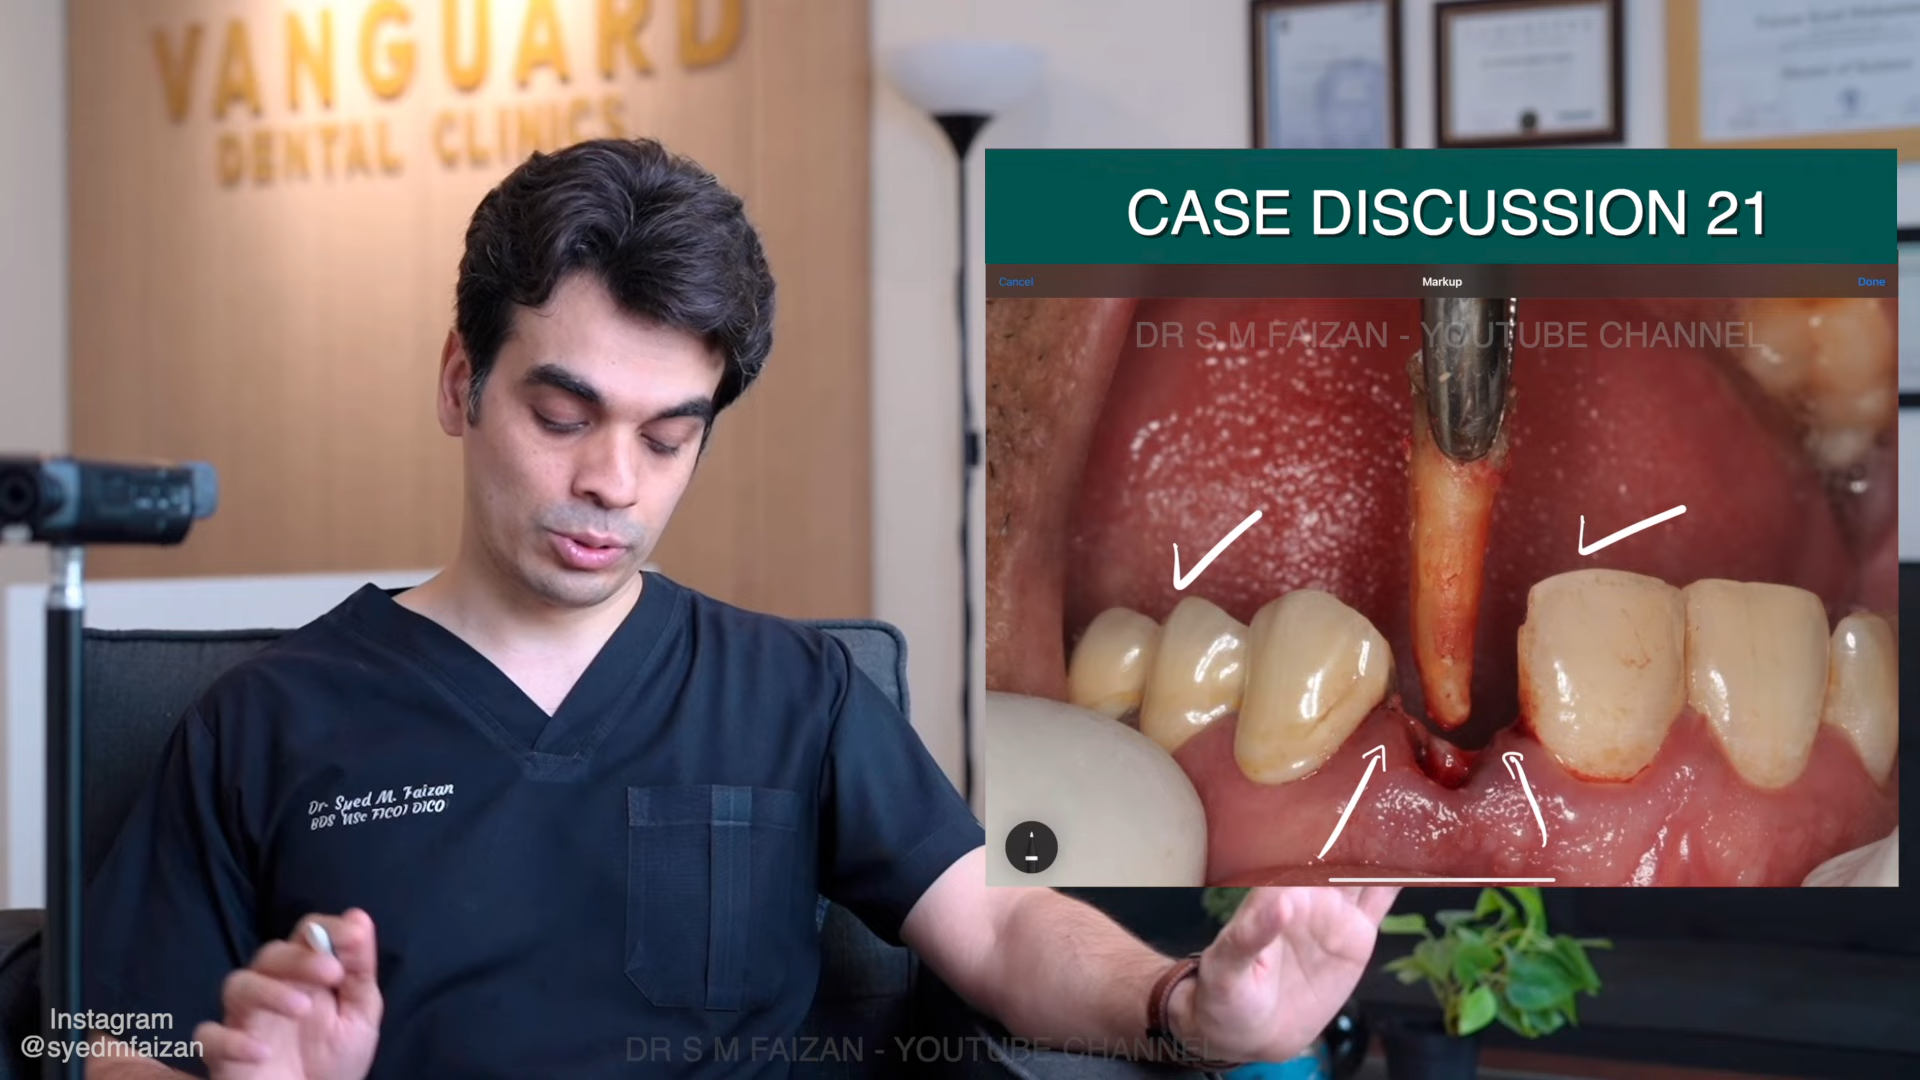 VANGUARD
DENTAL CLINICS
CASE DISCUSSION 21
Cancel
Markup
Done
DR S M FAIZAN - YOUTUBE CHANNEL
Dr. Syed M. Faizan
BDS MSc FICOI DICOI
Instagram
@syedmfaizan
DR S M FAIZAN - YOUTUBE CHANNEL